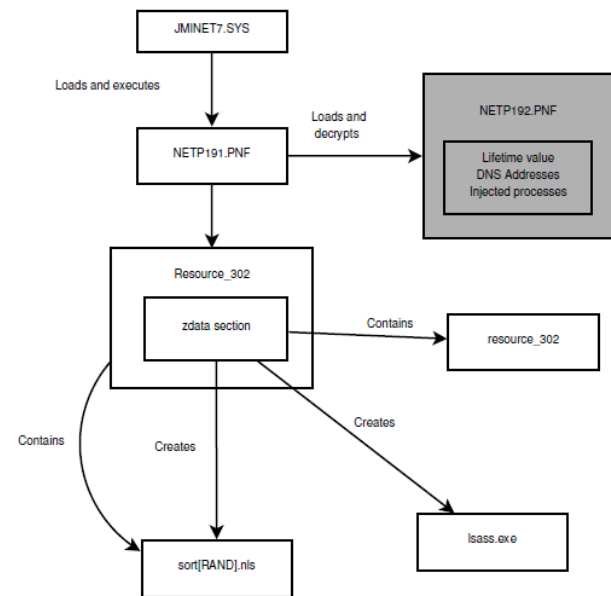 JMINET7.SYS
Loads and executes
Loads and
decrypts
NETP191.PNF
NETP192.PNF
Lifetime value
DNS Addresses
Injected processes
Resource_302
zdata section
Contains
resource_302
Contains
Creates
Creates
sort[RAND].nls
lsass.exe